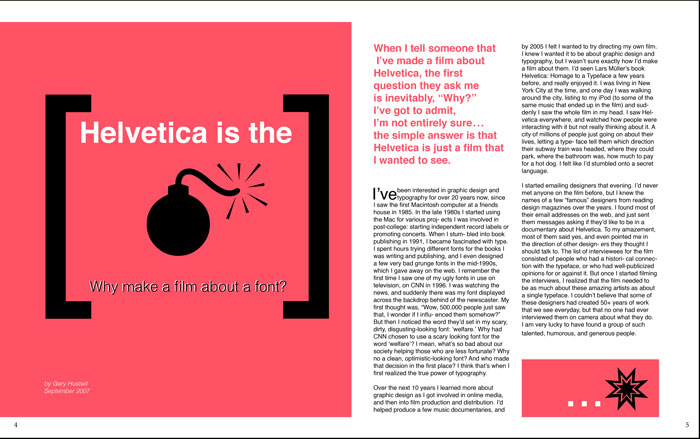 Helvetica is the
Why make a film about a font?
by Gary Hustwit
September 2007
4
When I tell someone that
I've made a film about
Helvetica, the first
question they ask me
is inevitably, “Why?”
I've got to admit,
I'm not entirely sure…
the simple answer is that
Helvetica is just a film that
I wanted to see.
I've been interested in graphic design and
typography for over 20 years now, since
I saw the first Macintosh computer at a friends
house in 1985. In the late 1980s I started using
the Mac for various proj- ects I was involved in
post-college: starting independent record labels or
promoting concerts. When I stum- bled into book
publishing in 1991, I became fascinated with type.
I spent hours trying different fonts for the books I
was writing and publishing, and I even designed
a few very bad grunge fonts in the mid-1990s,
which I gave away on the web. I remember the
first time I saw one of my ugly fonts in use on
television, on CNN in 1996. I was watching the
news, and suddenly there was my font displayed
across the backdrop behind of the newscaster. My
first thought was, “Wow, 500,000 people just saw
that, I wonder if I influ- enced them somehow?”
But then I noticed the word they'd set in my scary,
dirty, disgusting-looking font: ‘welfare.’ Why had
CNN chosen to use a scary looking font for the
word ‘welfare’? I mean, what's so bad about our
society helping those who are less fortunate? Why
no a clean, optimistic-looking font? And who made
that decision in the first place? I think that's when I
first realized the true power of typography.
Over the next 10 years I learned more about
graphic design as I got involved in online media,
and then into film production and distribution. I'd
helped produce a few music documentaries, and
by 2005 I felt I wanted to try directing my own film.
I knew I wanted it to be about graphic design and
typography, but I wasn't sure exactly how I'd make
a film about them. I'd seen Lars Müller's book
Helvetica: Homage to a Typeface a few years
before, and really enjoyed it. I was living in New
York City at the time, and one day I was walking
around the city, listing to my iPod (to some of the
same music that ended up in the film) and sud-
denly I saw the whole film in my head. I saw Hel-
vetica everywhere, and watched how people were
interacting with it but not really thinking about it. A
city of millions of people just going on about their
lives, letting a type- face tell them which direction
their subway train was headed, where they could
park, where the bathroom was, how much to pay
for a hot dog. I felt like I'd stumbled onto a secret
language.
I started emailing designers that evening. I'd never
met anyone on the film before, but I knew the
names of a few “famous” designers from reading
design magazines over the years. I found most of
their email addresses on the web, and just sent
them messages asking if they'd like to be in a
documentary about Helvetica. To my amazement,
most of them said yes, and even pointed me in
the direction of other design- ers they thought I
should talk to. The list of interviewees for the film
consisted of people who had a histori- cal connec-
tion with the typeface, or who had well-publicized
opinions for or against it. But once I started filming
the interviews, I realized that the film needed to
be as much about these amazing artists as about
a single typeface. I couldn't believe that some of
these designers had created 50+ years of work
that we see everyday, but that no one had ever
interviewed them on camera about what they do.
I am very lucky to have found a group of such
talented, humorous, and generous people.
5